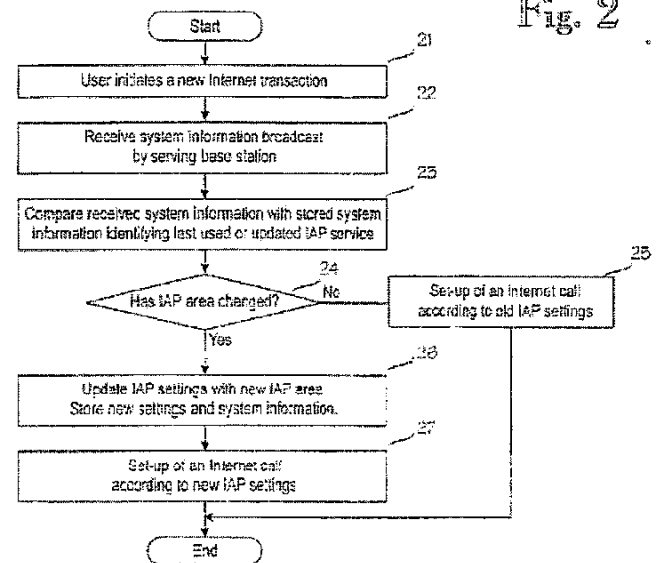 Fig. 2
Start
21
User initiates a new Internet transaction
22
Receive system information broadcast
by serving base station
23
Compare received system information with stored system
information identifying last used or updated IAP service
24
Has IAP area changed?
No
25
Set-up of an Internet call
according to old IAP settings
Yes
26
Update IAP settings with new IAP area
Store new settings and system information.
27
Set-up of an Internet call
according to new IAP settings
End